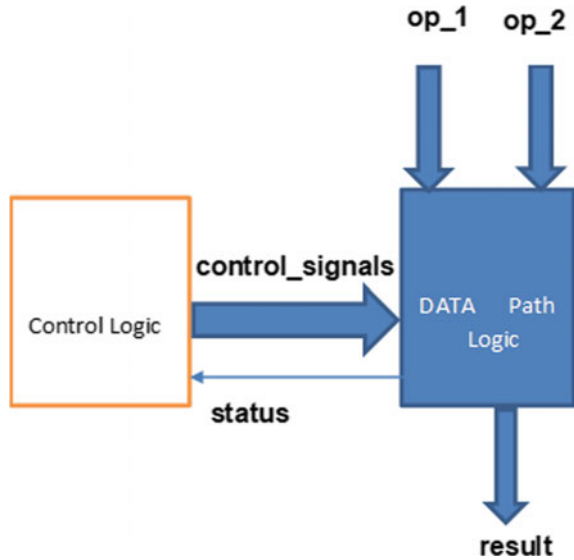 op_1 op_2
control_signals
Control Logic
DATA Path
Logic
status
result